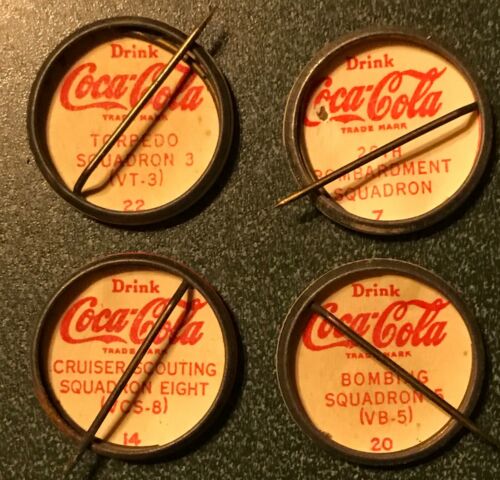 Drink
Coca-Cola
TRADE MARK
TORPEDO
SQUADRON 3
(VT-3)
22
Drink
Coca-Cola
TRADE MARK
26TH
BOMBARDMENT
SQUADRON
7
Drink
Coca-Cola
TRADE MARK
CRUISER SCOUTING
SQUADRON EIGHT
(VCS-8)
14
Drink
Coca-Cola
TRADE MARK
BOMBING
SQUADRON 5
(VB-5)
20